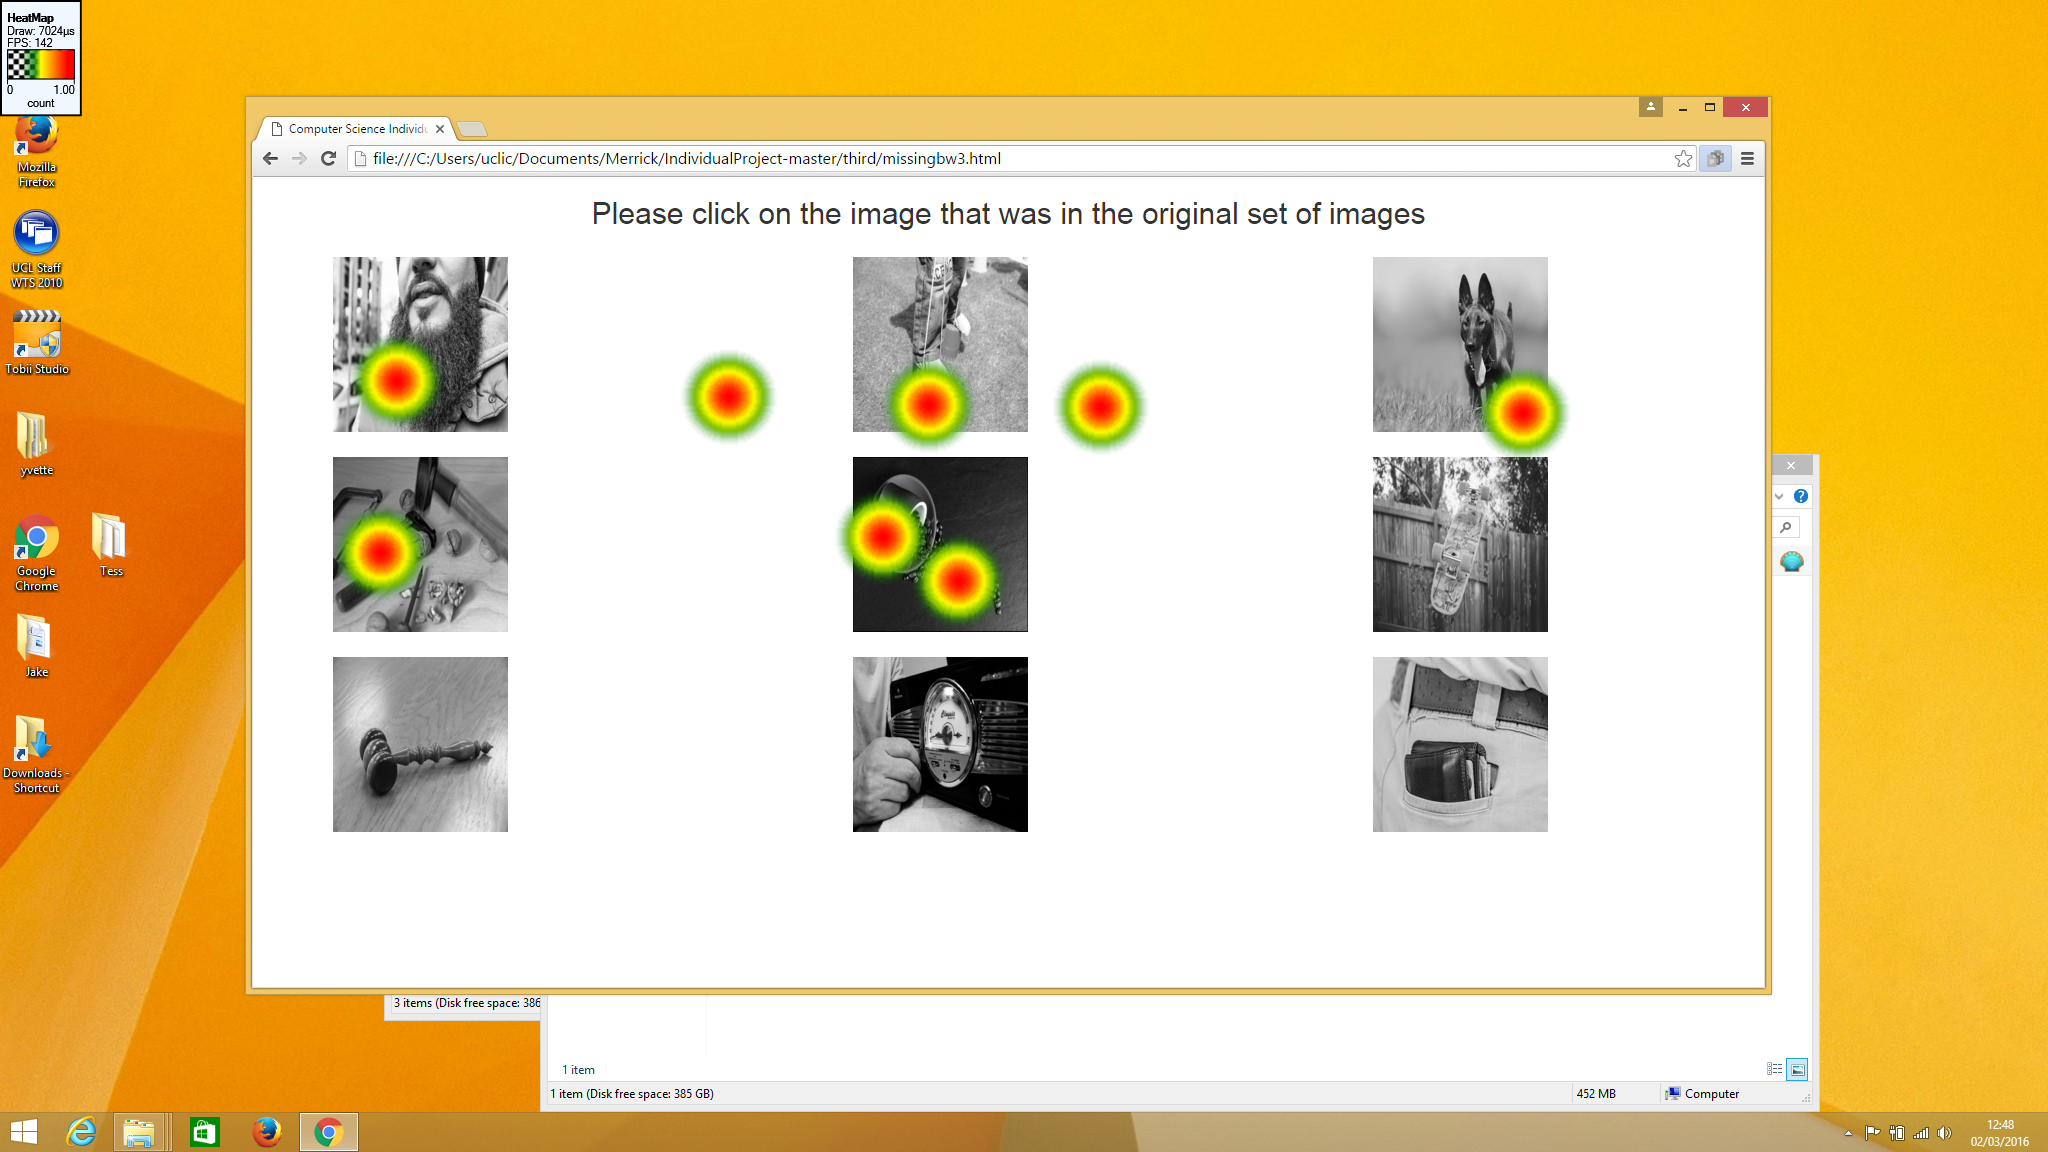 HeatMap
Draw: 7024µs
FPS: 142
0 1.00
count
Mozilla
Firefox
UCL Staff
WTS 2010
Tobii Studio
yvette
Google
Chrome
Tess
Jake
Downloads -
Shortcut
Computer Science Individu
file:///C:/Users/uclic/Documents/Merrick/IndividualProject-master/third/missingbw3.html
Please click on the image that was in the original set of images
3 items (Disk free space: 386
1 item
1 item (Disk free space: 385 GB)
452 MB
Computer
12:48
02/03/2016